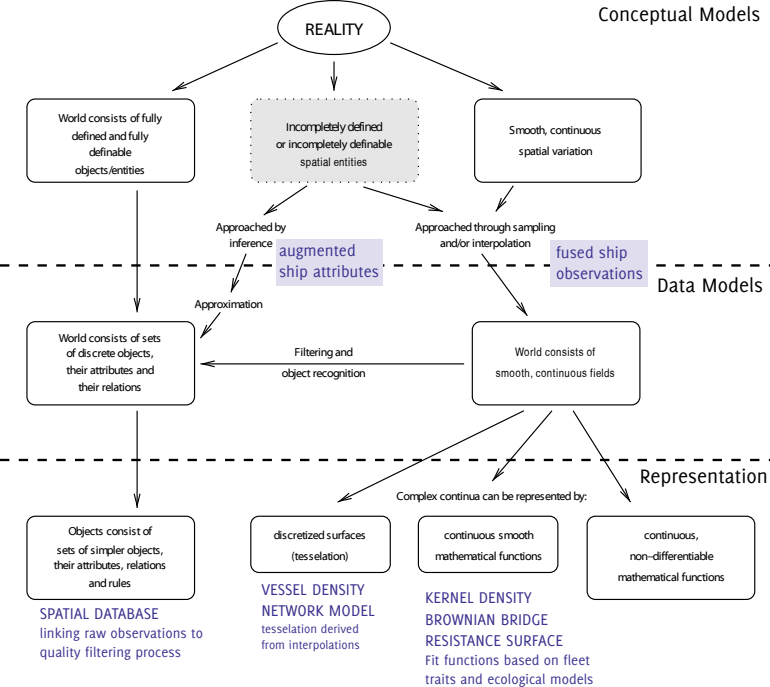 Conceptual Models
REALITY
World consists of fully
defined and fully
definable
objects/entities
Incompletely defined
or incompletely definable
spatial entities
Smooth, continuous
spatial variation
Approached by
inference
augmented
ship attributes
Approached through sampling
and/or interpolation
fused ship
observations
Data Models
Approximation
World consists of sets
of discrete objects,
their attributes and
their relations
Filtering and
object recognition
World consists of
smooth, continuous fields
Representation
Complex continua can be represented by:
Objects consist of
sets of simpler objects,
their attributes, relations
and rules
discretized surfaces
(tesselation)
continuous smooth
mathematical functions
continuous,
non-differentiable
mathematical functions
SPATIAL DATABASE
linking raw observations to
quality filtering process
VESSEL DENSITY
NETWORK MODEL
tesselation derived
from interpolations
KERNEL DENSITY
BROWNIAN BRIDGE
RESISTANCE SURFACE
Fit functions based on fleet
traits and ecological models